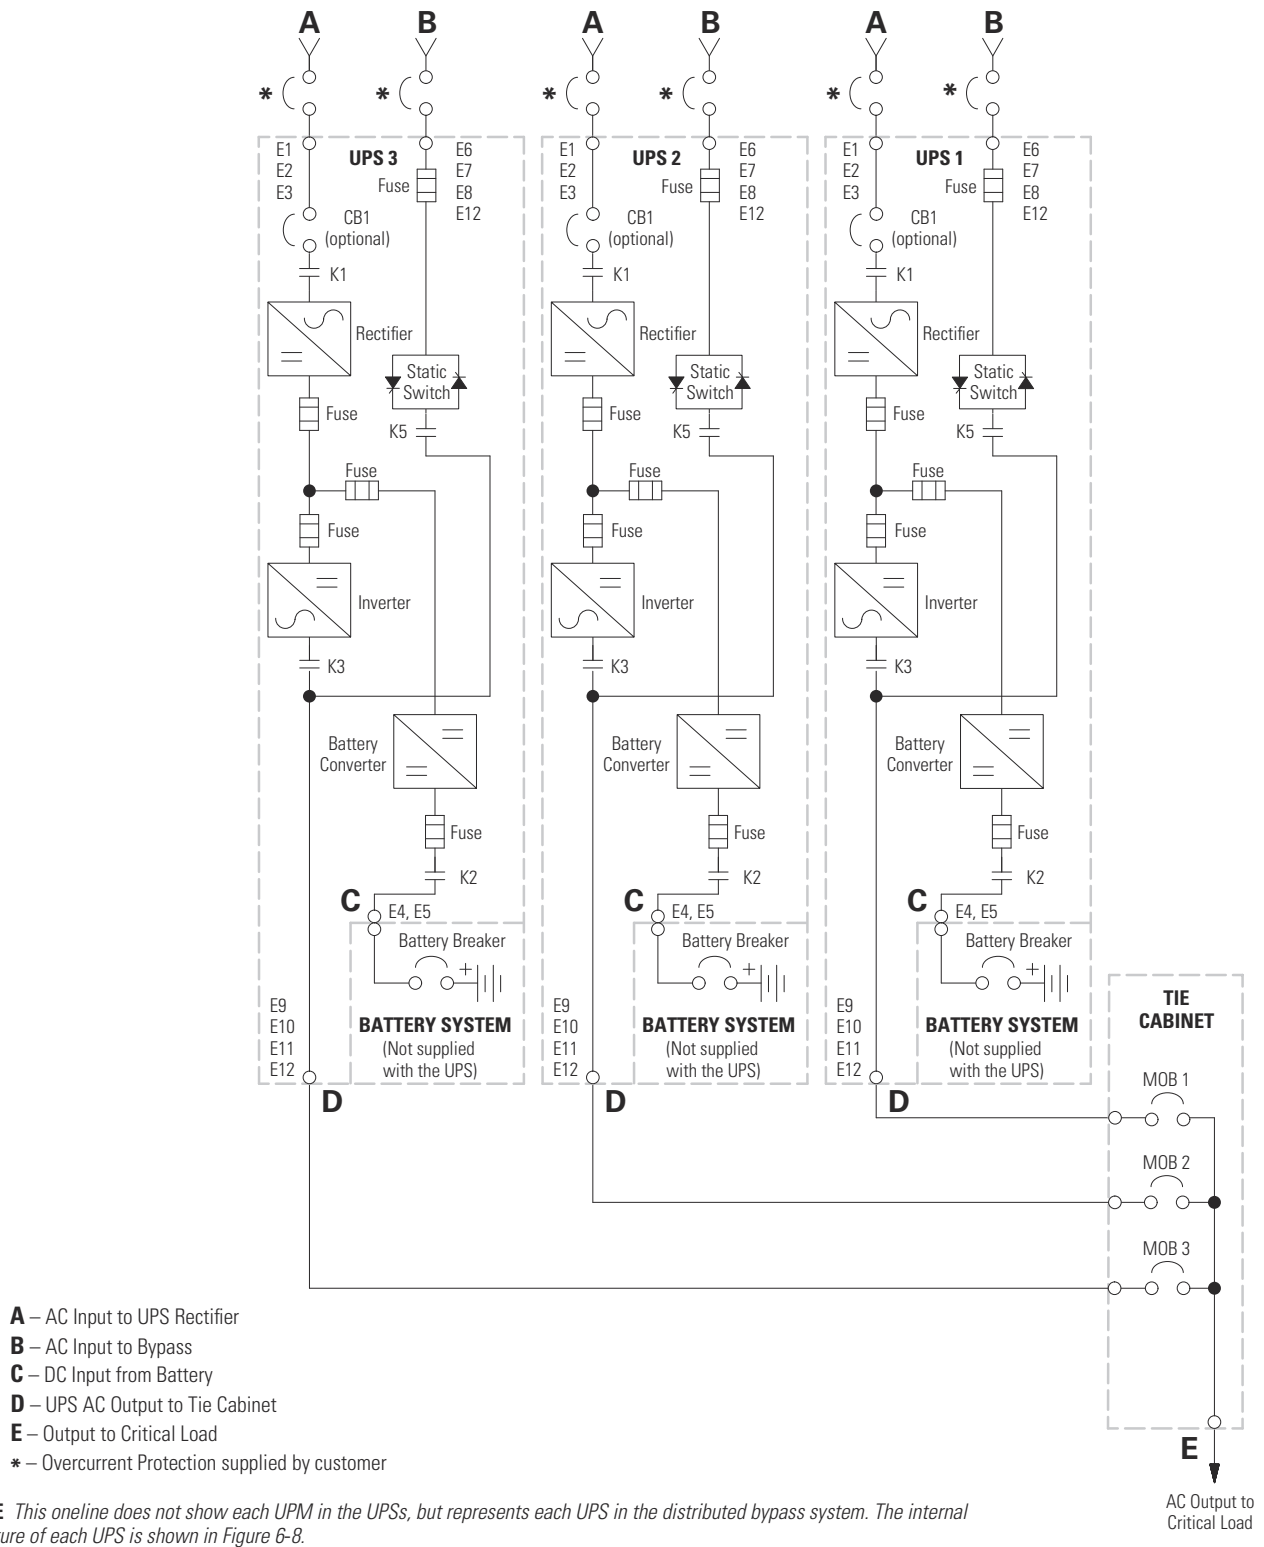 A B A B A B
* * * * * *
E1
E2
E3
UPS 3
Fuse
E6
E7
E8
E12
CB1
(optional)
K1
Rectifier
Static
Switch
Fuse
K5
Fuse
Fuse
Inverter
K3
Battery
Converter
Fuse
K2
C
E4, E5
Battery Breaker
+
BATTERY SYSTEM
(Not supplied
with the UPS)
E9
E10
E11
E12
D
E1
E2
E3
UPS 2
Fuse
E6
E7
E8
E12
CB1
(optional)
K1
Rectifier
Static
Switch
Fuse
K5
Fuse
Fuse
Inverter
K3
Battery
Converter
Fuse
K2
C
E4, E5
Battery Breaker
+
BATTERY SYSTEM
(Not supplied
with the UPS)
E9
E10
E11
E12
D
E1
E2
E3
UPS 1
Fuse
E6
E7
E8
E12
CB1
(optional)
K1
Rectifier
Static
Switch
Fuse
K5
Fuse
Fuse
Inverter
K3
Battery
Converter
Fuse
K2
C
E4, E5
Battery Breaker
+
BATTERY SYSTEM
(Not supplied
with the UPS)
E9
E10
E11
E12
D
TIE
CABINET
MOB 1
MOB 2
MOB 3
E
AC Output to
Critical Load
A – AC Input to UPS Rectifier
B – AC Input to Bypass
C – DC Input from Battery
D – UPS AC Output to Tie Cabinet
E – Output to Critical Load
* – Overcurrent Protection supplied by customer
This oneline does not show each UPM in the UPSs, but represents each UPS in the distributed bypass system. The internal
of each UPS is shown in Figure 6-8.